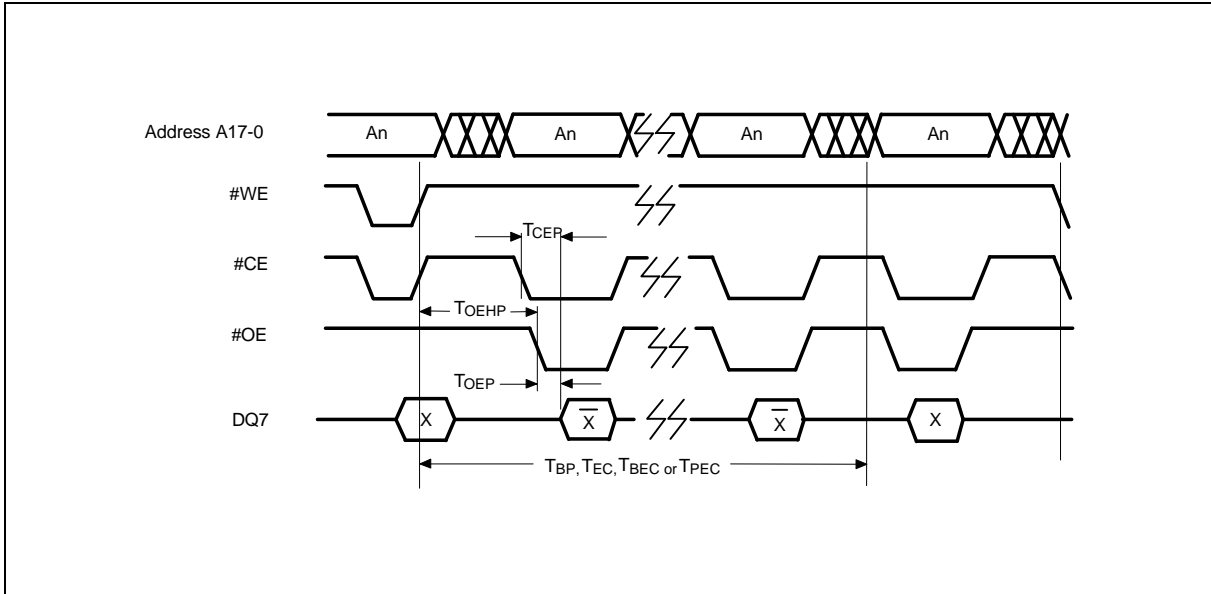 Address A17-0 An An An An
#WE
TCEP
#CE
TOEHP
#OE
TOEP
DQ7 X X̅ X̅ X
TBP, TEC, TBEC or TPEC